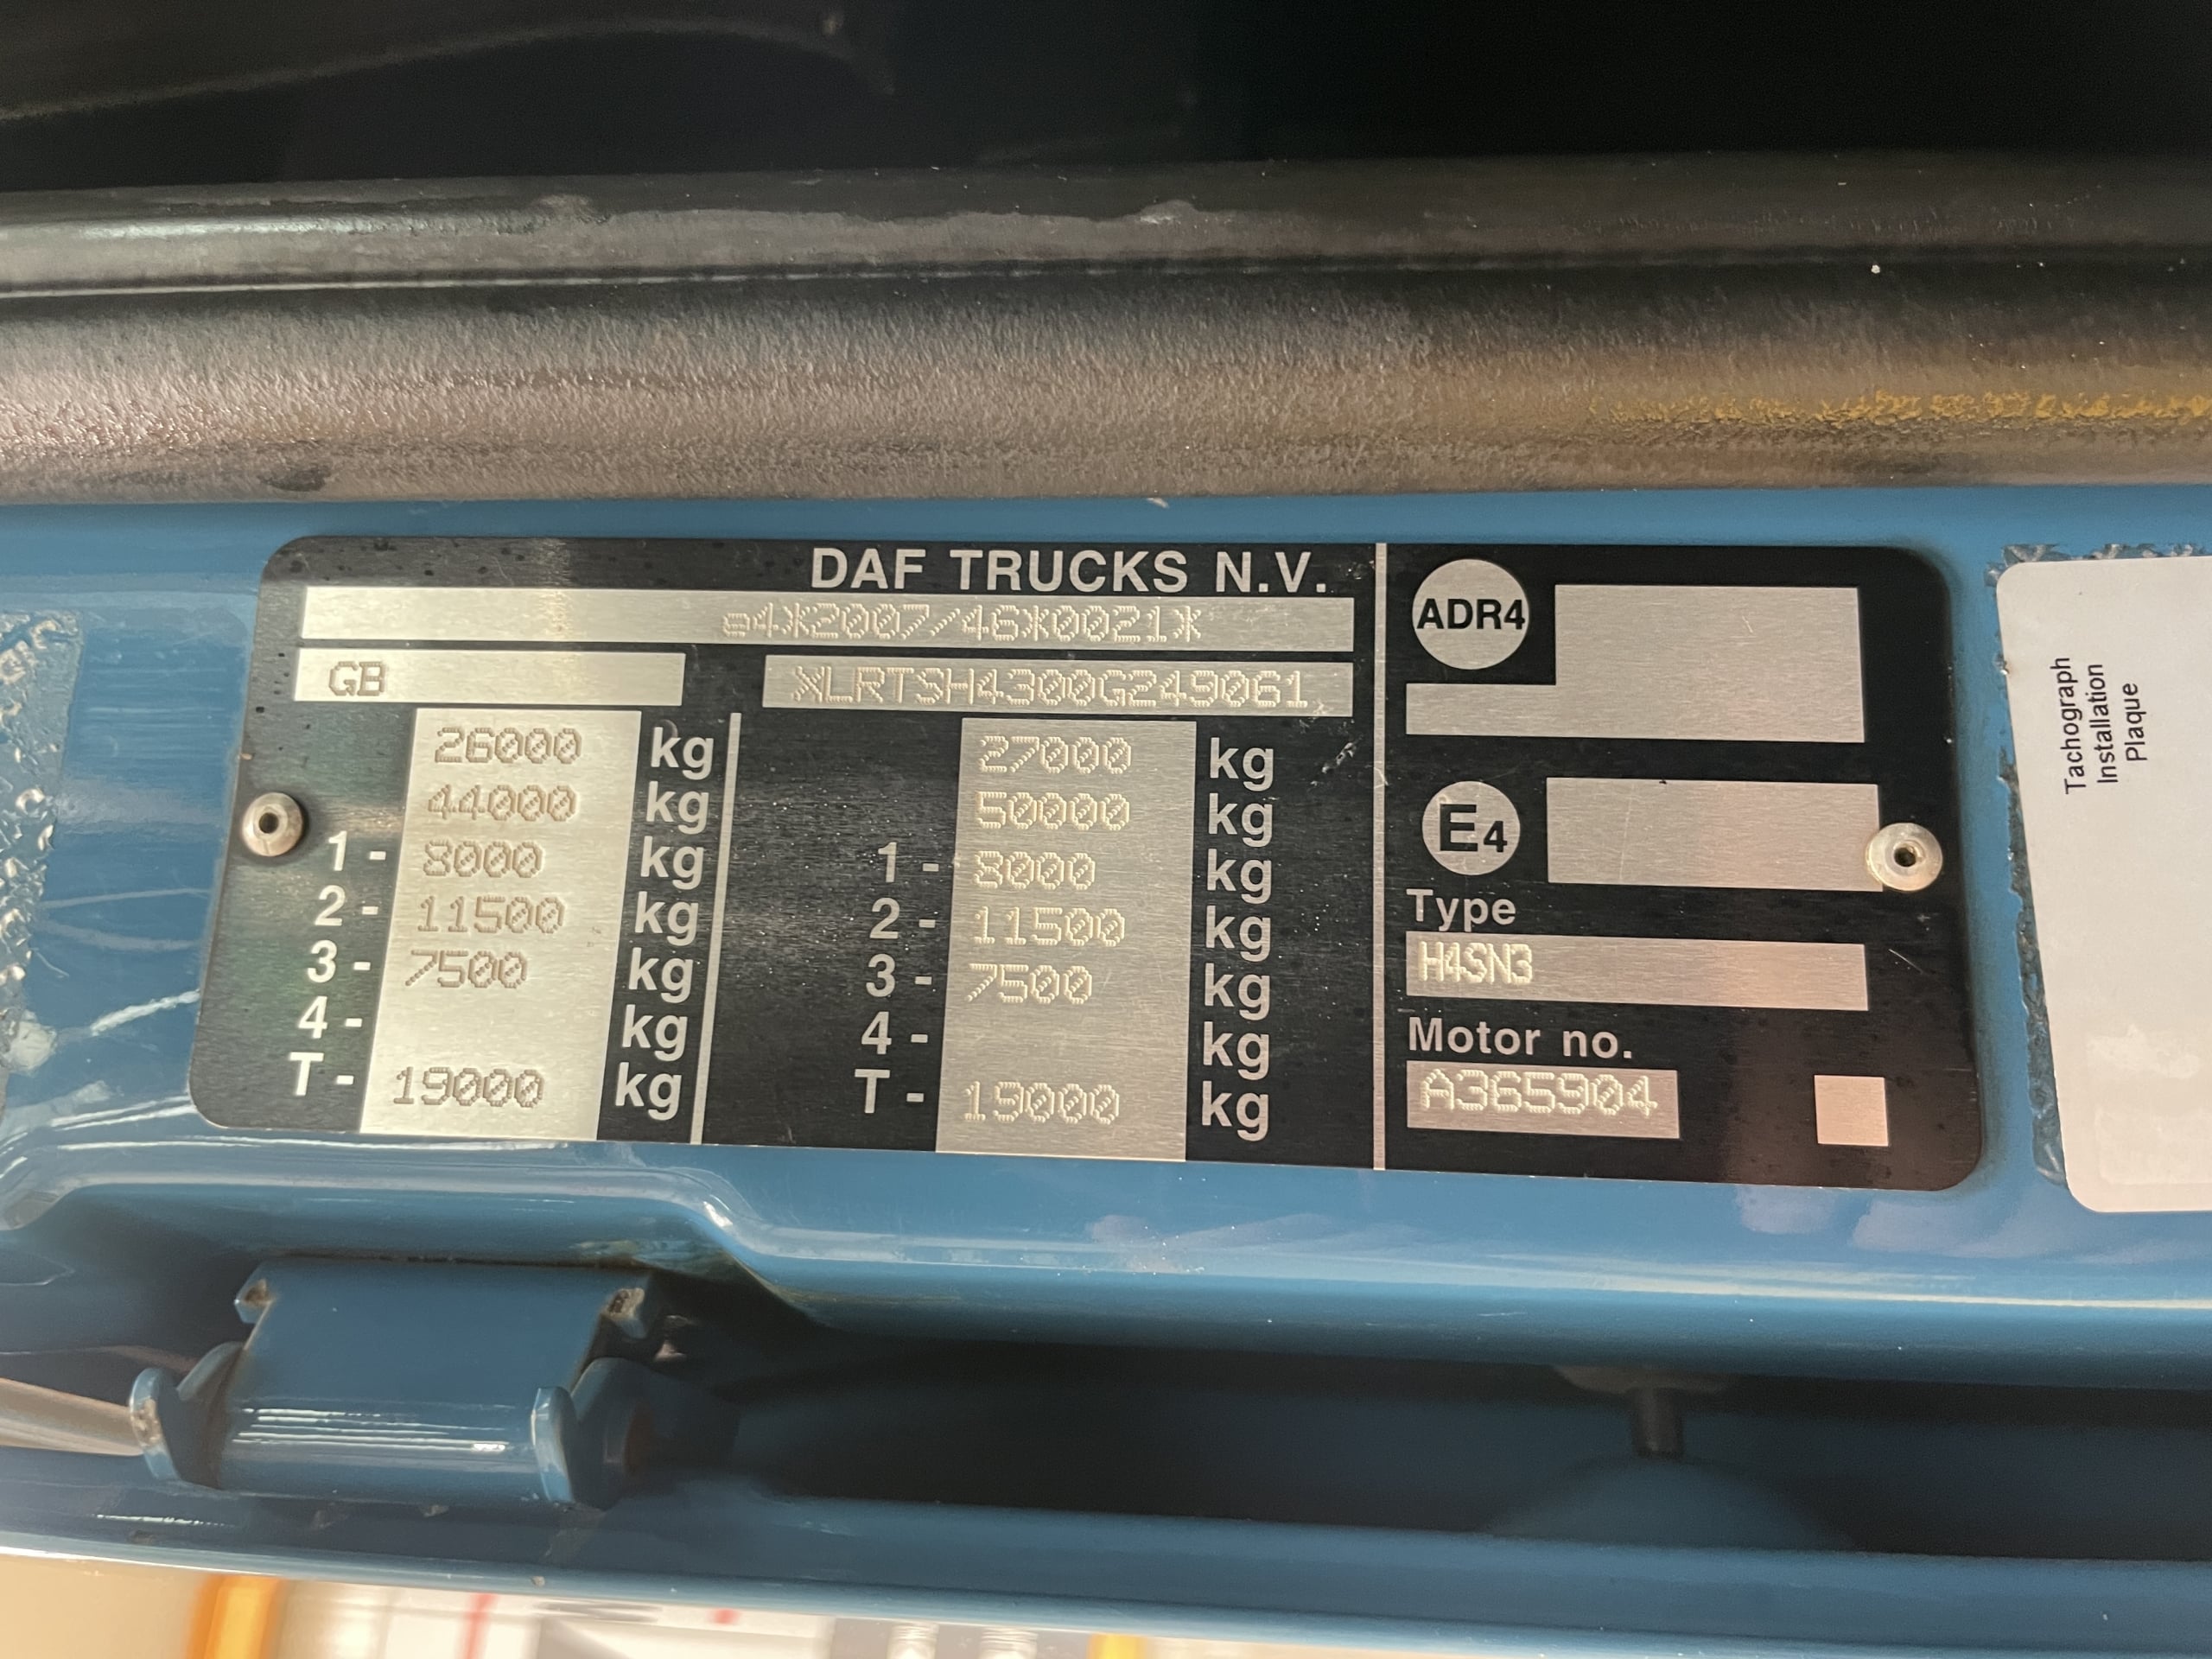 DAF TRUCKS N.V.
e4*2007/46*0021*
GB XLRTSH4300G249061
26000 kg 27000 kg
44000 kg 50000 kg
1 - 8000 kg 1 - 8000 kg
2 - 11500 kg 2 - 11500 kg
3 - 7500 kg 3 - 7500 kg
4 - kg 4 - kg
T - 19000 kg T - 19000 kg
ADR4
E4
Type
H4SN3
Motor no.
A365904
Tachograph
Installation
Plaque